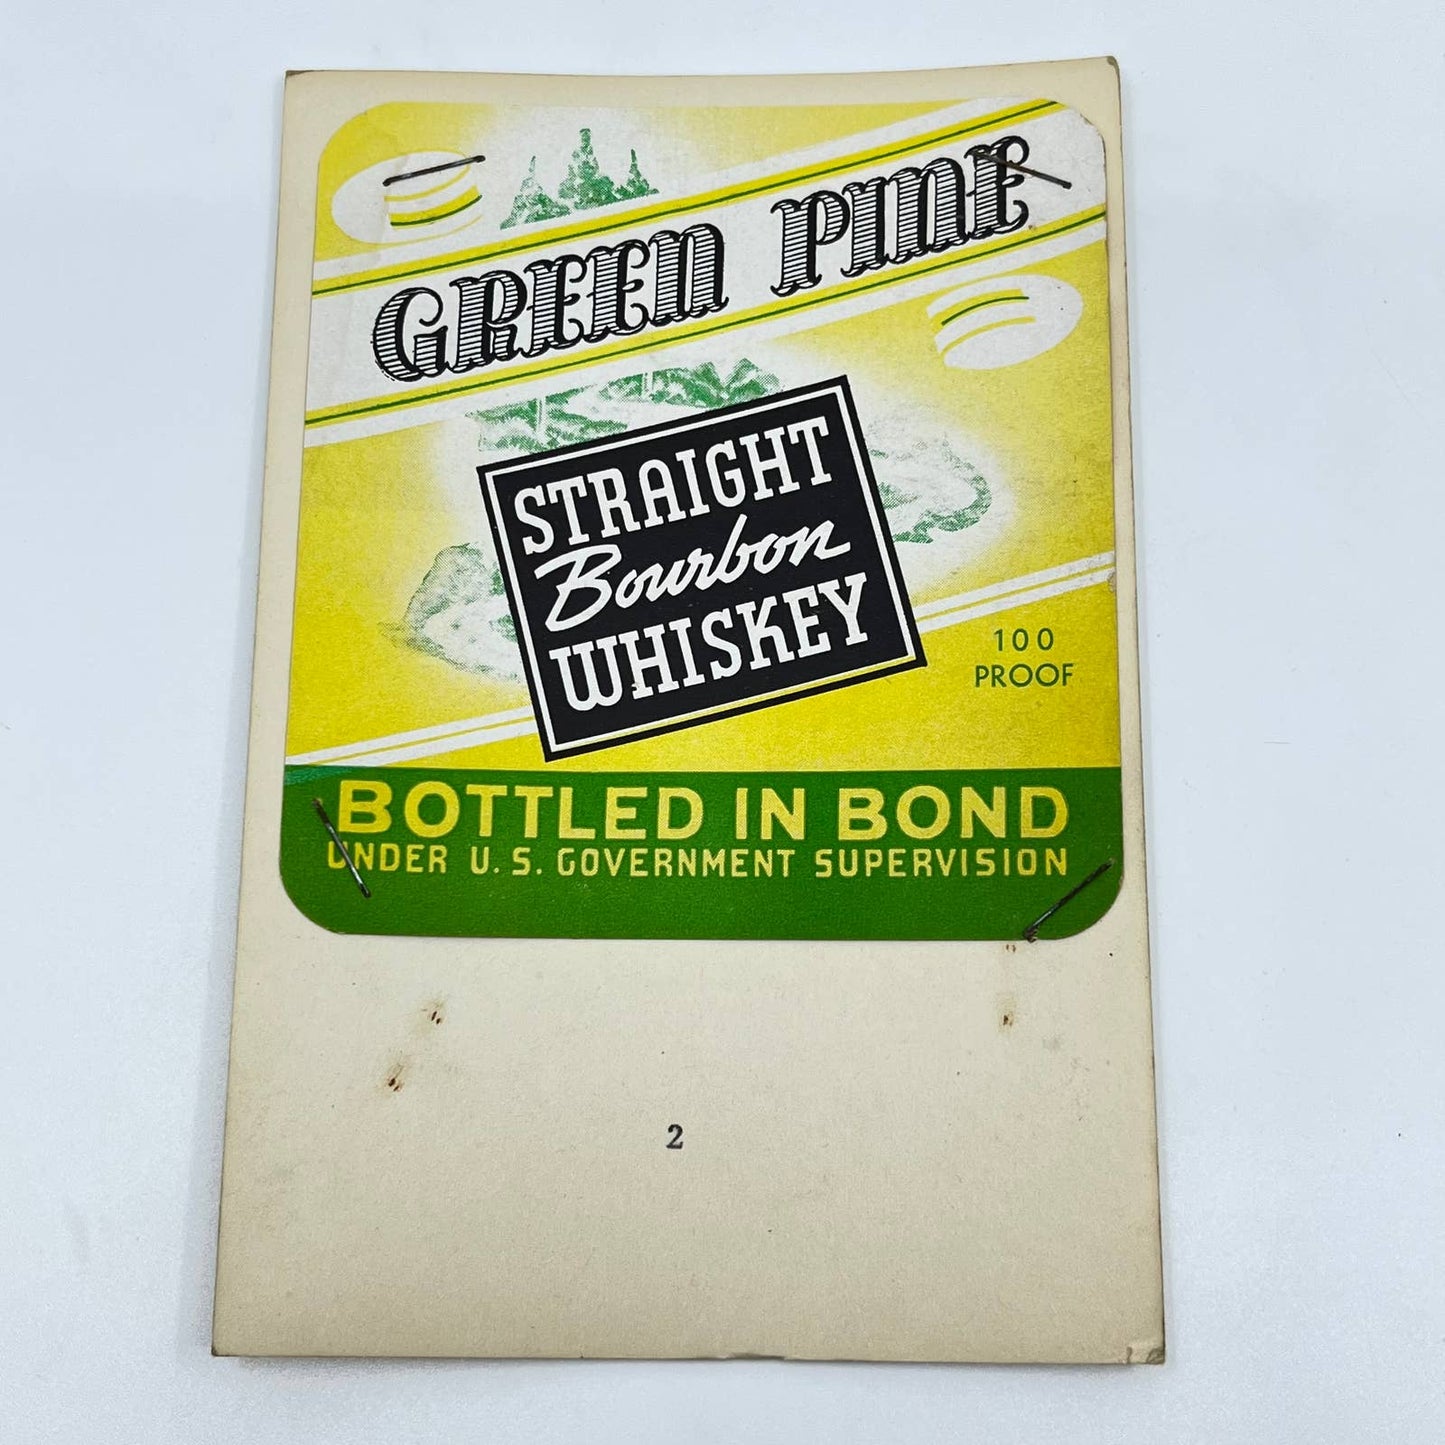 GREEN PINE
STRAIGHT
Bourbon
WHISKEY
100
PROOF
BOTTLED IN BOND
UNDER U.S. GOVERNMENT SUPERVISION
2